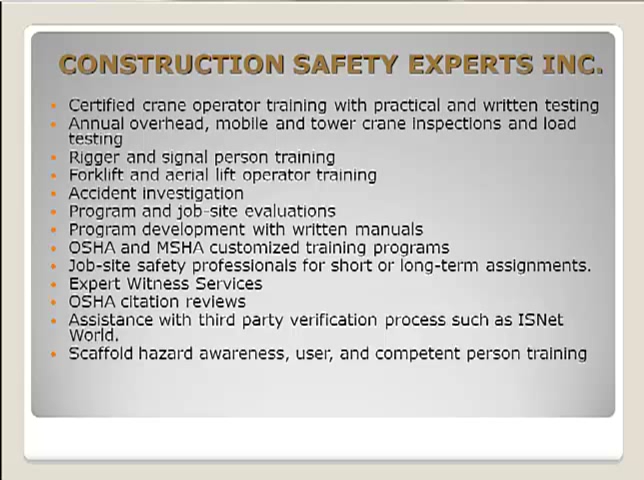 CONSTRUCTION SAFETY EXPERTS INC.
• Certified crane operator training with practical and written testing
• Annual overhead, mobile and tower crane inspections and load
testing
• Rigger and signal person training
• Forklift and aerial lift operator training
• Accident investigation
• Program and job-site evaluations
• Program development with written manuals
• OSHA and MSHA customized training programs
• Job-site safety professionals for short or long-term assignments.
• Expert Witness Services
• OSHA citation reviews
• Assistance with third party verification process such as ISNet
World.
• Scaffold hazard awareness, user, and competent person training